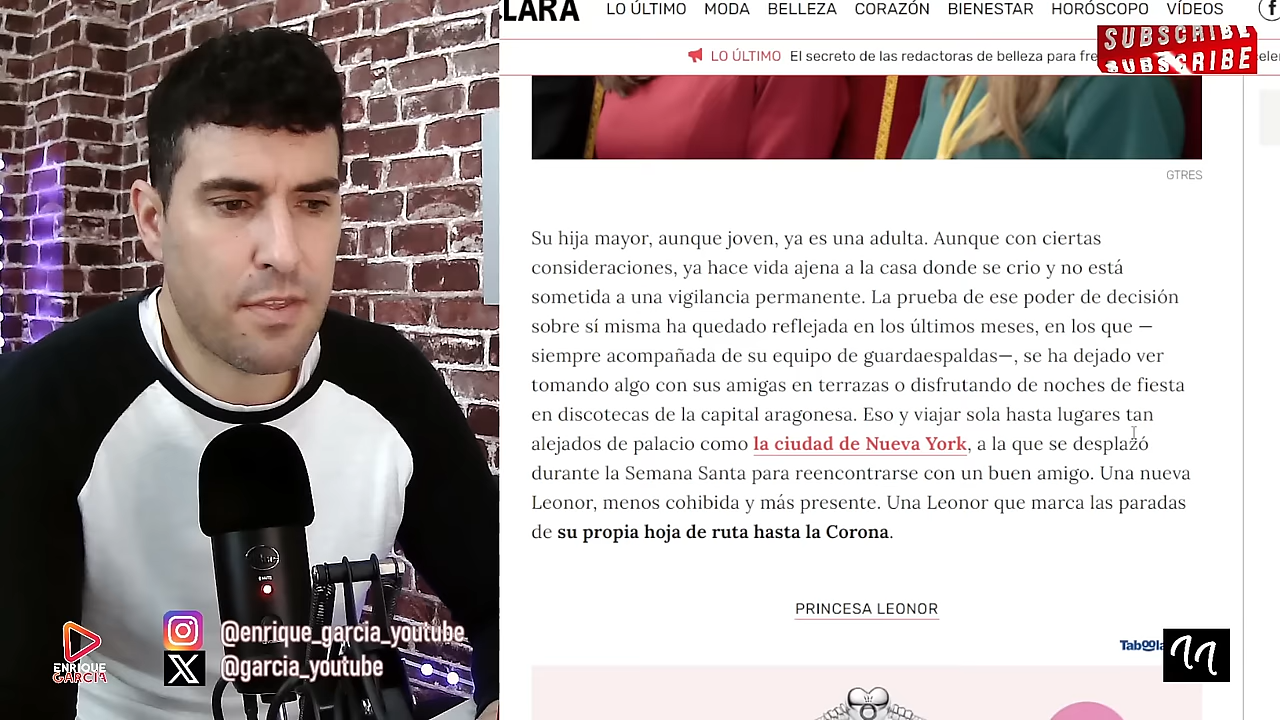 CLARA
LO ÚLTIMO MODA BELLEZA CORAZÓN BIENESTAR HORÓSCOPO VÍDEOS
LO ÚLTIMO El secreto de las redactoras de belleza para
SUBSCRIBE
SUBSCRIBE
GTRES
Su hija mayor, aunque joven, ya es una adulta. Aunque con ciertas
consideraciones, ya hace vida ajena a la casa donde se crio y no está
sometida a una vigilancia permanente. La prueba de ese poder de decisión
sobre sí misma ha quedado reflejada en los últimos meses, en los que —
siempre acompañada de su equipo de guardaespaldas—, se ha dejado ver
tomando algo con sus amigas en terrazas o disfrutando de noches de fiesta
en discotecas de la capital aragonesa. Eso y viajar sola hasta lugares tan
alejados de palacio como la ciudad de Nueva York, a la que se desplazó
durante la Semana Santa para reencontrarse con un buen amigo. Una nueva
Leonor, menos cohibida y más presente. Una Leonor que marca las paradas
de su propia hoja de ruta hasta la Corona.
PRINCESA LEONOR
Taboola
@enrique_garcia_youtube
@garcia_youtube
ENRIQUE
GARCIA